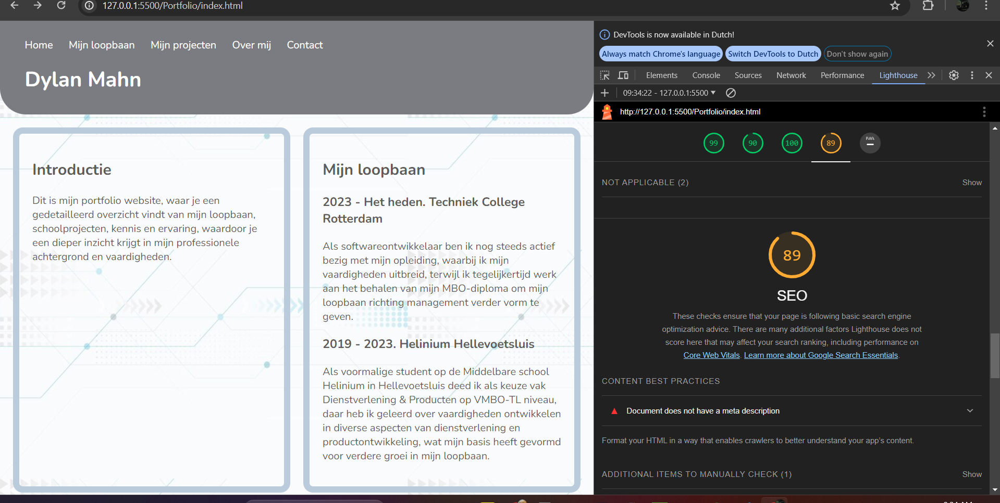 127.0.0.1:5500/Portfolio/index.html
Home Mijn loopbaan Mijn projecten Over mij Contact
Dylan Mahn
Introductie
Dit is mijn portfolio website, waar je een
gedetailleerd overzicht vindt van mijn loopbaan,
schoolprojecten, kennis en ervaring, waardoor je
een dieper inzicht krijgt in mijn professionele
achtergrond en vaardigheden.
Mijn loopbaan
2023 - Het heden. Techniek College
Rotterdam
Als softwareontwikkelaar ben ik nog steeds actief
bezig met mijn opleiding, waarbij ik mijn
vaardigheden uitbreid, terwijl ik tegelijkertijd werk
aan het behalen van mijn MBO-diploma om mijn
loopbaan richting management verder vorm te
geven.
2019 - 2023. Helinium Hellevoetsluis
Als voormalige student op de Middelbare school
Helinium in Hellevoetsluis deed ik als keuze vak
Dienstverlening & Producten op VMBO-TL niveau,
daar heb ik geleerd over vaardigheden ontwikkelen
in diverse aspecten van dienstverlening en
productontwikkeling, wat mijn basis heeft gevormd
voor verdere groei in mijn loopbaan.
DevTools is now available in Dutch!
Always match Chrome's language Switch DevTools to Dutch Don't show again
Elements Console Sources Network Performance Lighthouse
09:34:22 - 127.0.0.1:5500
http://127.0.0.1:5500/Portfolio/index.html
99 90 100 89 PWA
NOT APPLICABLE (2) Show
89
SEO
These checks ensure that your page is following basic search engine
optimization advice. There are many additional factors Lighthouse does not
score here that may affect your search ranking, including performance on
Core Web Vitals. Learn more about Google Search Essentials.
CONTENT BEST PRACTICES
Document does not have a meta description
Format your HTML in a way that enables crawlers to better understand your app's content.
ADDITIONAL ITEMS TO MANUALLY CHECK (1) Show